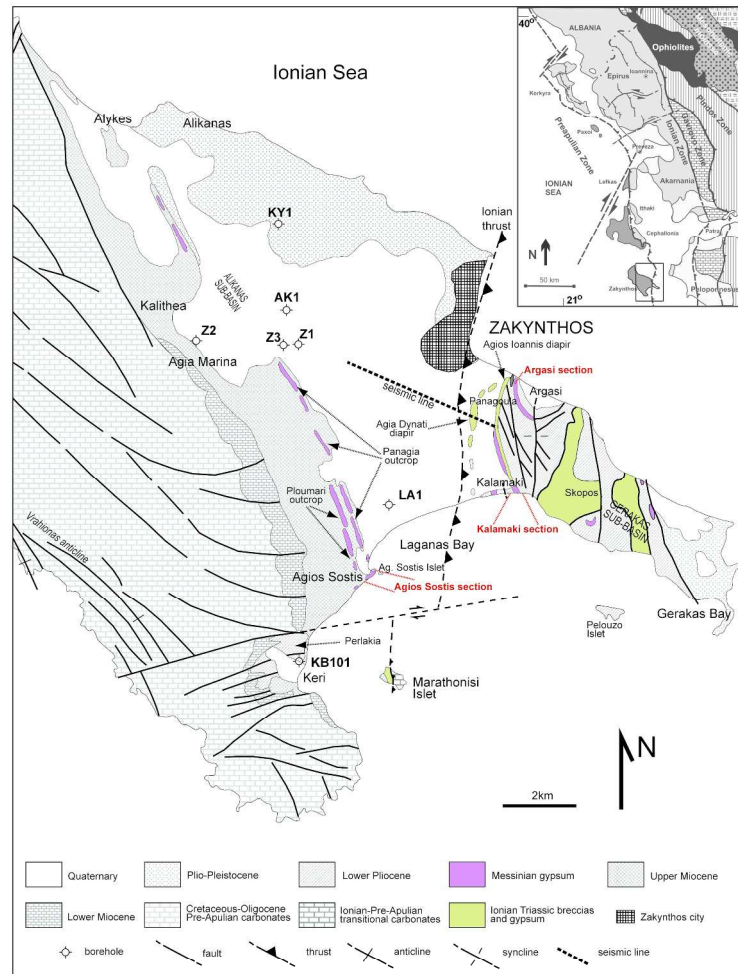 Ionian Sea
Alykes
Alikanas
KY1
Ionian
thrust
ALIKANAS
SUB-BASIN
AK1
Kalithea
Z2
Z3
Z1
Agia Marina
ZAKYNTHOS
Agios Ioannis diapir
Argasi section
seismic line
Panagoula
Argasi
Agia Dynati
diapir
Panagia
outcrop
Ploumari
outcrop
LA1
Kalamaki
Skopos
GERAKAS
SUB-BASIN
Kalamaki section
Laganas Bay
Vrahionas anticline
Agios Sostis
Ag. Sostis Islet
Agios Sostis section
Gerakas Bay
Pelouzo
Islet
Perlakia
KB101
Keri
Marathonisi
Islet
N
2km
40°
ALBANIA
Ophiolites
Ioannina
Epirus
Korkyra
Pindos Zone
Gavrovo Zone
Ionian Zone
Paxoi
Preapulian Zone
Preveza
IONIAN
SEA
Lefkas
Akarnania
Ithaki
Patra
Cephallonia
N
Peloponnesus
Zakynthos
50 km
21°
Quaternary
Plio-Pleistocene
Lower Pliocene
Messinian gypsum
Upper Miocene
Lower Miocene
Cretaceous-Oligocene
Pre-Apulian carbonates
Ionian-Pre-Apulian
transitional carbonates
Ionian Triassic breccias
and gypsum
Zakynthos city
borehole
fault
thrust
anticline
syncline
seismic line